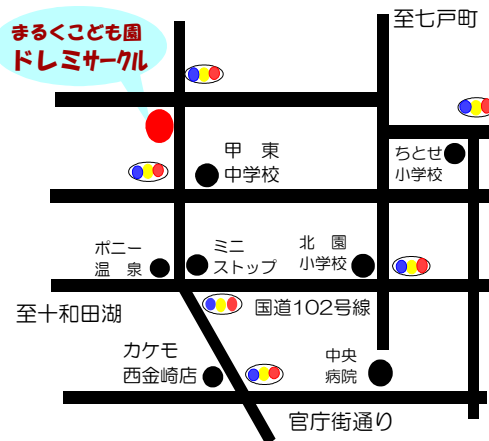 至七戸町
まるくこども園
ドレミサークル
甲 東
中学校
ちとせ
小学校
ポニー
温 泉
ミニ
ストップ
北 園
小学校
至十和田湖
国道102号線
カケモ
西金崎店
中央
病院
官庁街通り